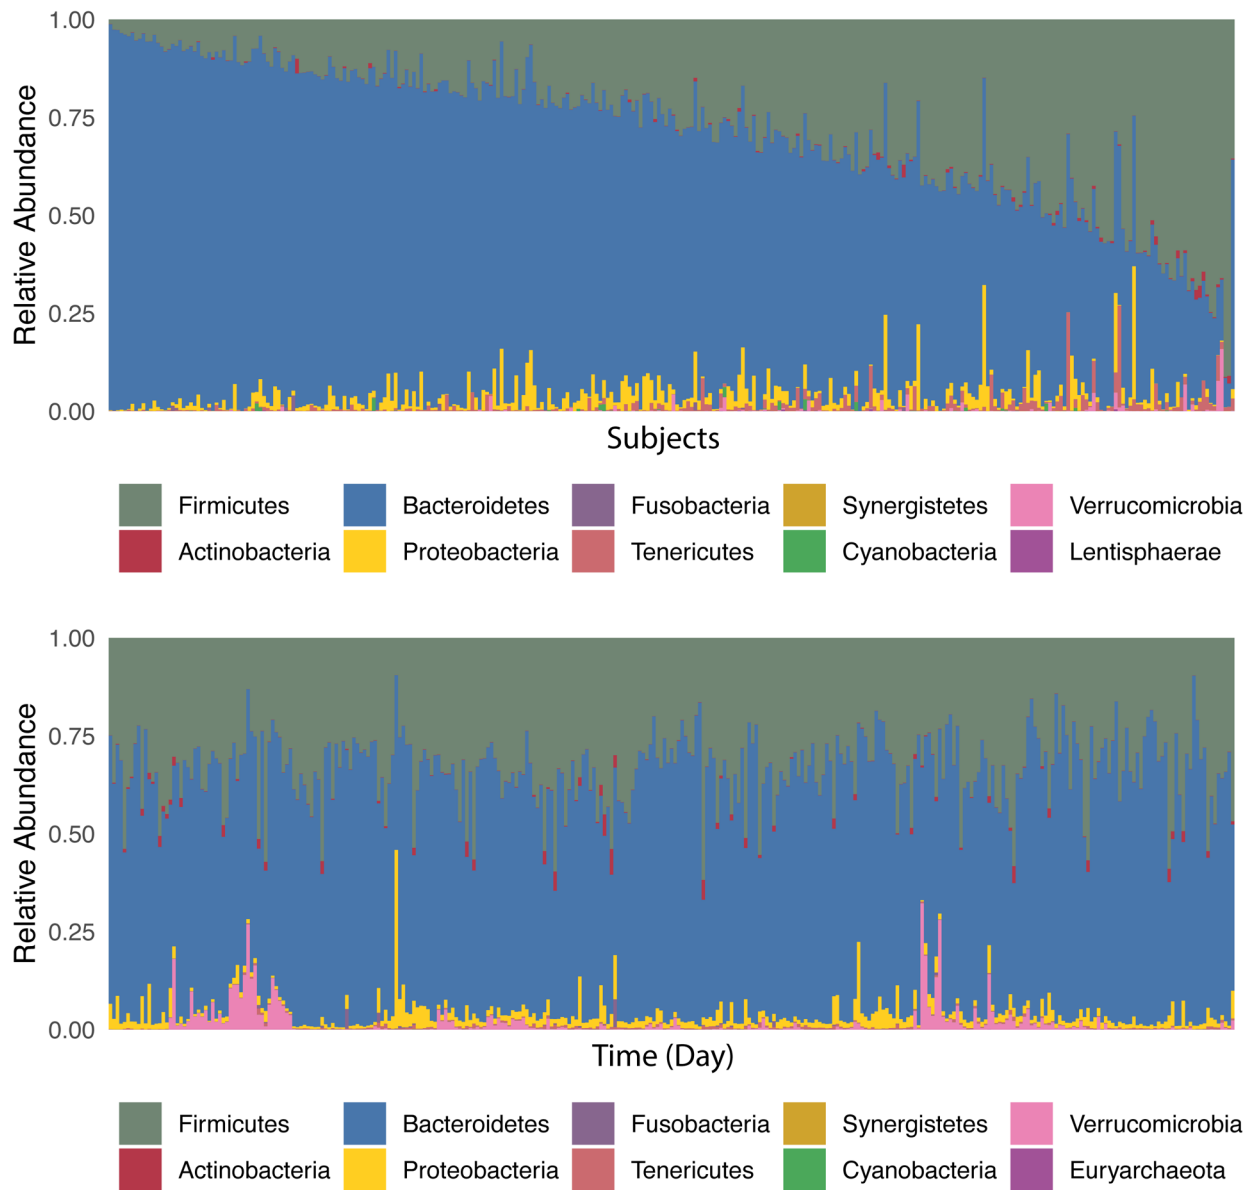 1.00
0.75
0.50
0.25
0.00
Relative Abundance
Subjects
Firmicutes Bacteroidetes Fusobacteria Synergistetes Verrucomicrobia
Actinobacteria Proteobacteria Tenericutes Cyanobacteria Lentisphaerae
1.00
0.75
0.50
0.25
0.00
Relative Abundance
Time (Day)
Firmicutes Bacteroidetes Fusobacteria Synergistetes Verrucomicrobia
Actinobacteria Proteobacteria Tenericutes Cyanobacteria Euryarchaeota